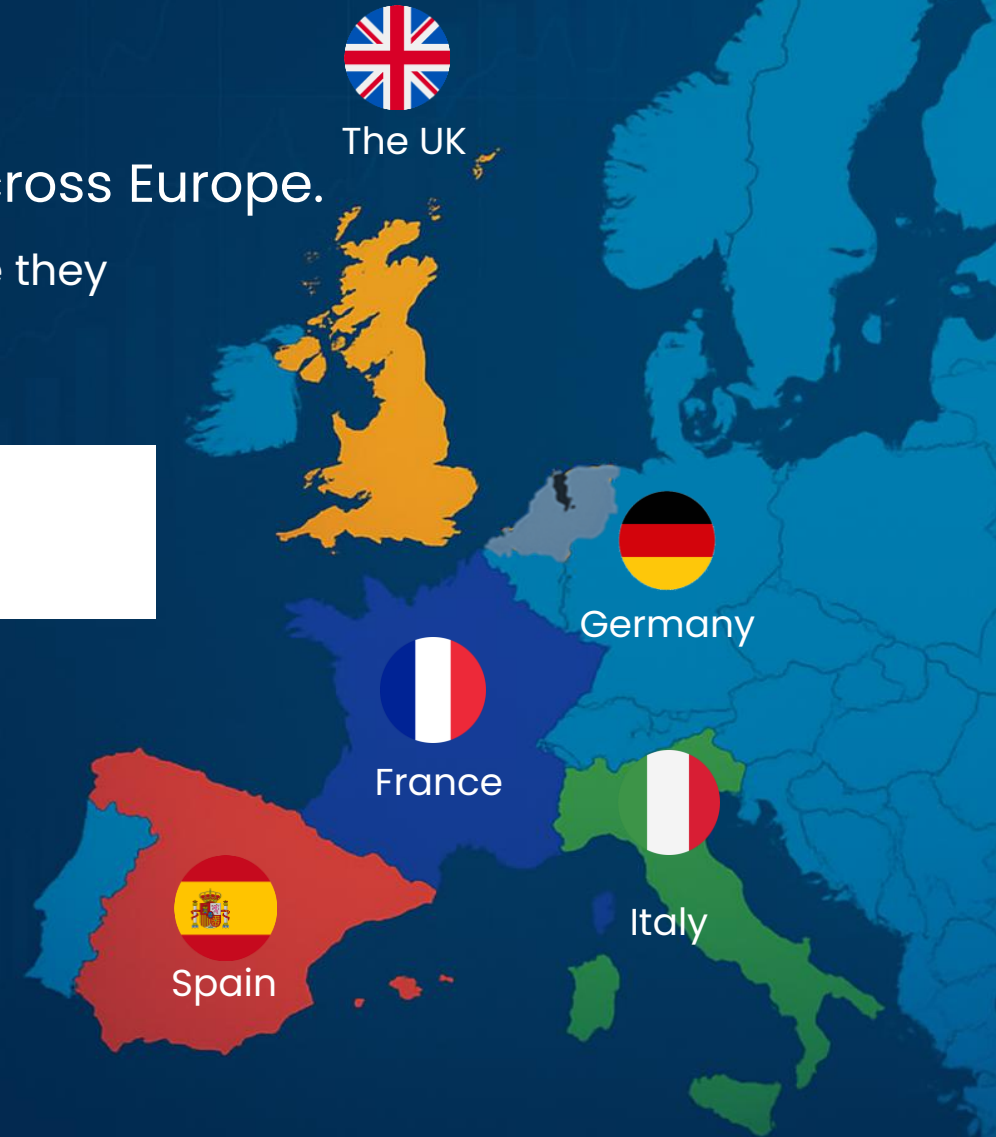 The UK
cross Europe.
they
Germany
France
Italy
Spain